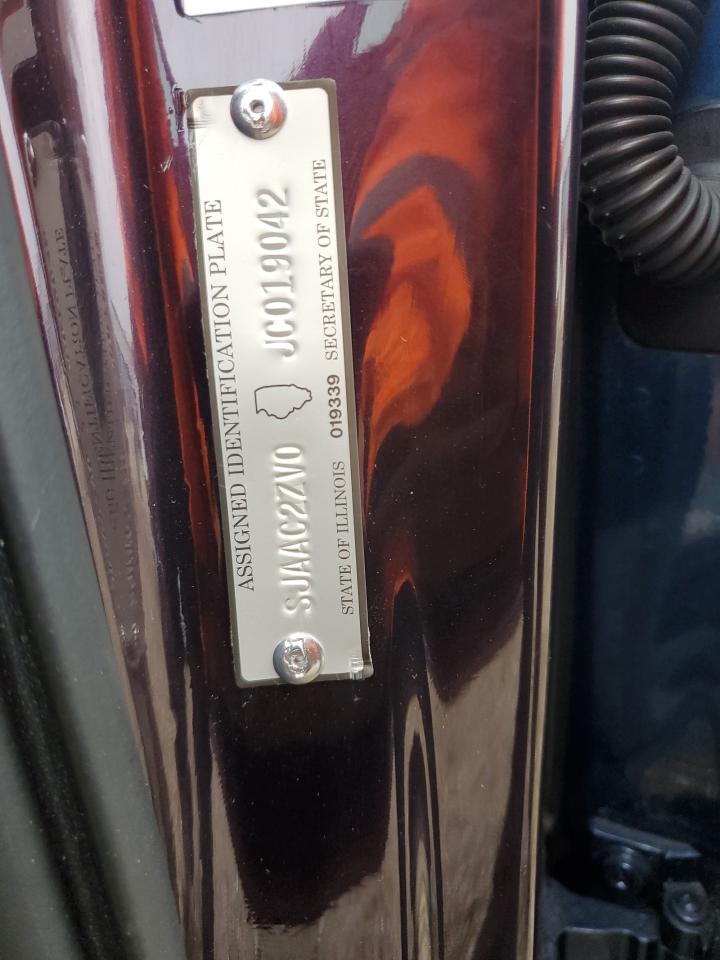 ASSIGNED IDENTIFICATION PLATE
SJAAC2ZV0 JC019042
STATE OF ILLINOIS 019339 SECRETARY OF STATE